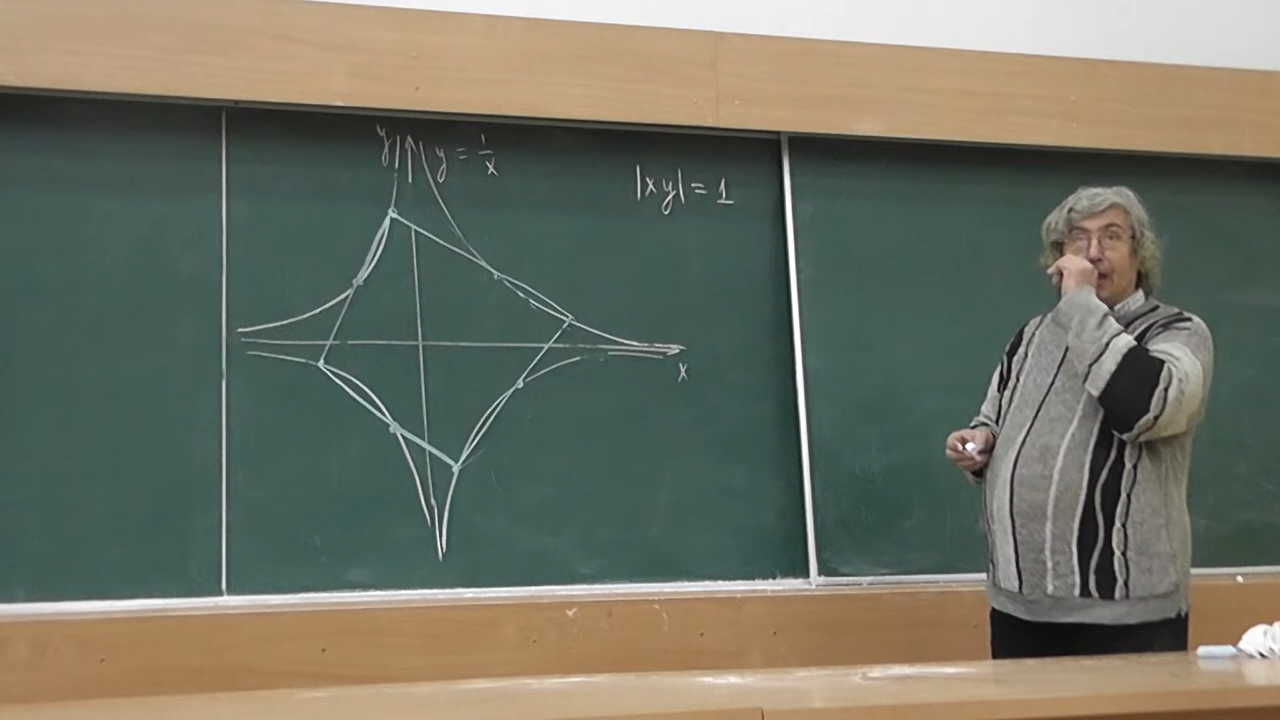 y
y = 1/x
|xy| = 1
x